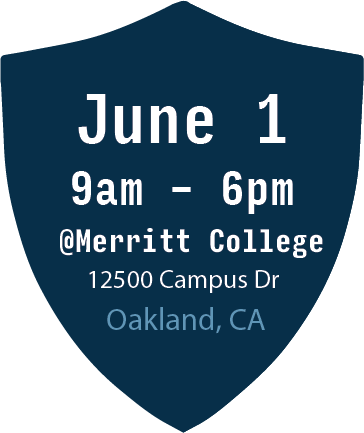 June 1
9am – 6pm
@Merritt College
12500 Campus Dr
Oakland, CA